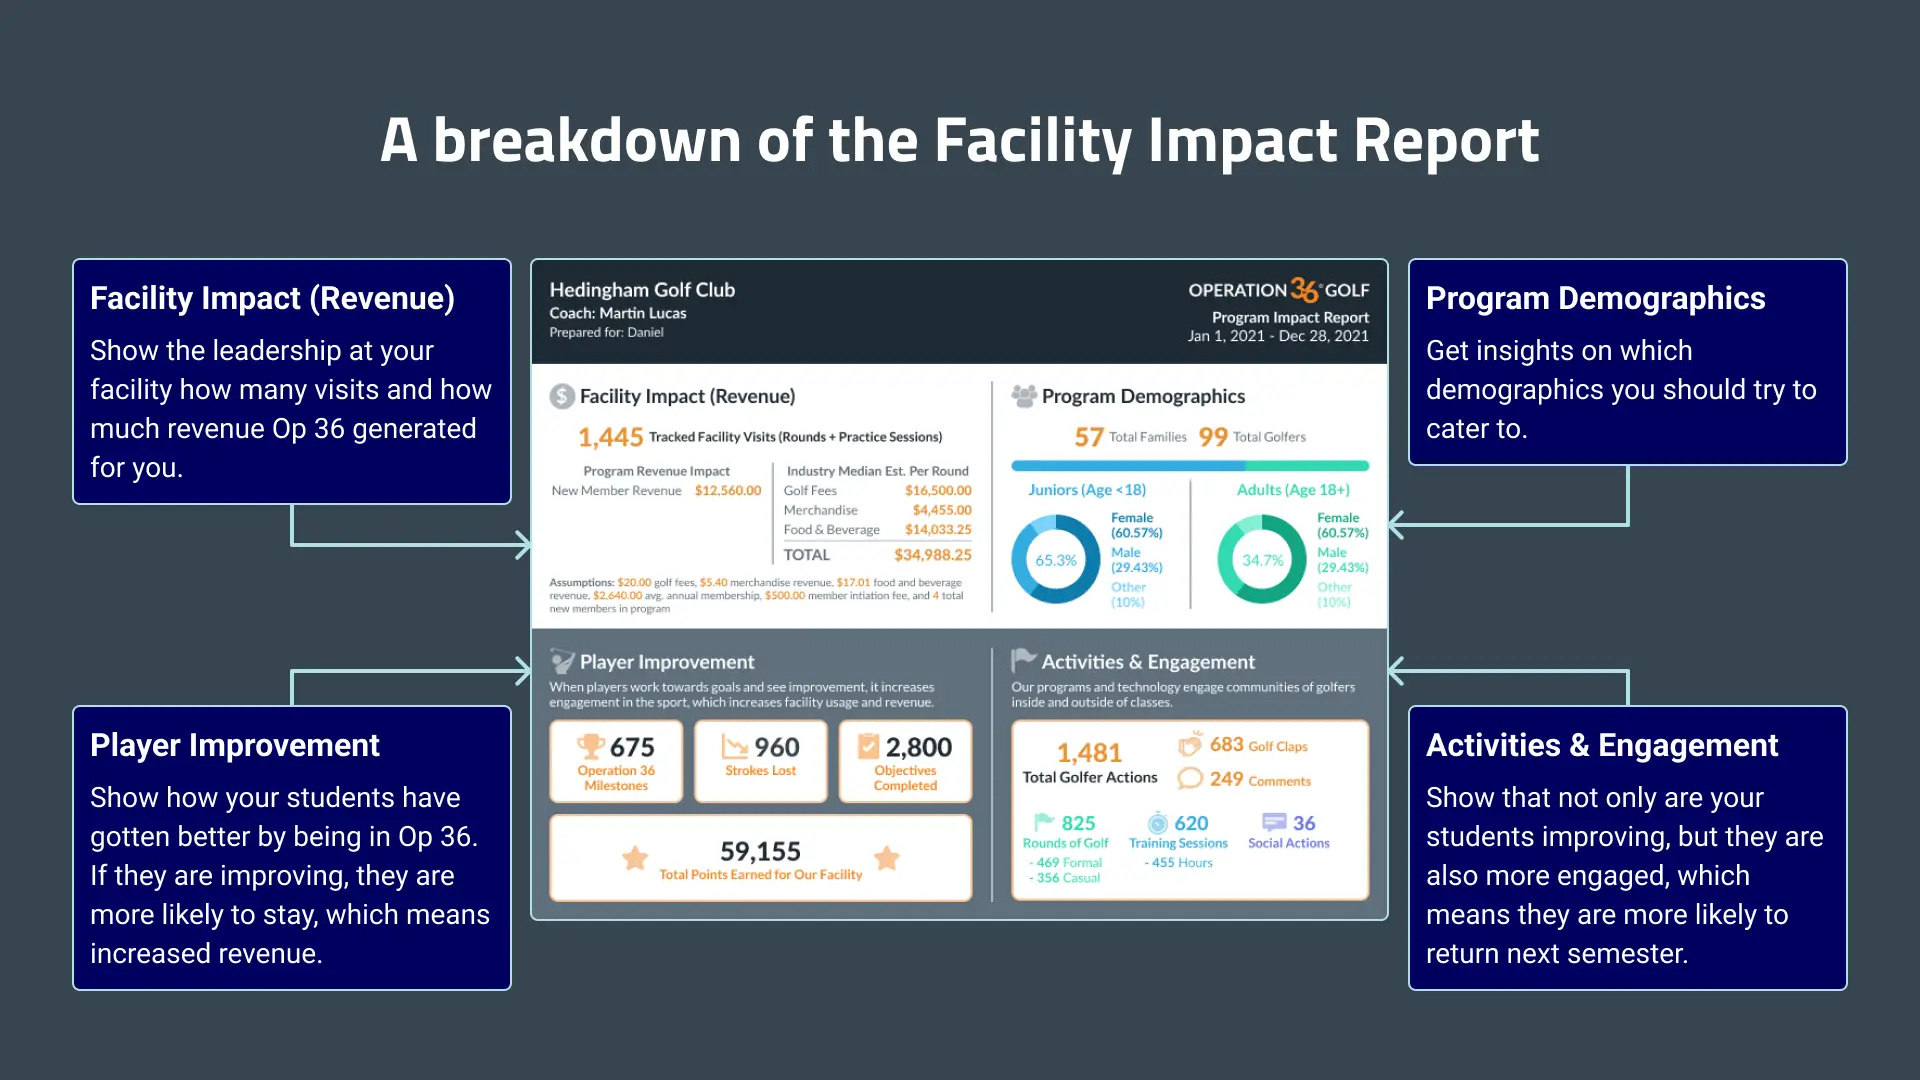 A breakdown of the Facility Impact Report
Facility Impact (Revenue)
Show the leadership at your
facility how many visits and how
much revenue Op 36 generated
for you.
Player Improvement
Show how your students have
gotten better by being in Op 36.
If they are improving, they are
more likely to stay, which means
increased revenue.
Hedingham Golf Club
Coach: Martin Lucas
Prepared for: Daniel
OPERATION 36 GOLF
Program Impact Report
Jan 1, 2021 - Dec 28, 2021
$ Facility Impact (Revenue)
1,445 Tracked Facility Visits (Rounds + Practice Sessions)
Program Revenue Impact
New Member Revenue $12,560.00
Industry Median Est. Per Round
Golf Fees $16,500.00
Merchandise $4,455.00
Food & Beverage $14,033.25
TOTAL $34,988.25
Assumptions: $20.00 golf fees, $5.40 merchandise revenue, $17.01 food and beverage
revenue, $2,640.00 avg. annual membership, $500.00 member intiation fee, and 4 total
new members in program
Program Demographics
57 Total Families 99 Total Golfers
Juniors (Age <18)
65.3%
Female
(60.57%)
Male
(29.43%)
Other
(10%)
Adults (Age 18+)
34.7%
Female
(60.57%)
Male
(29.43%)
Other
(10%)
Player Improvement
When players work towards goals and see improvement, it increases
engagement in the sport, which increases facility usage and revenue.
675
Operation 36
Milestones
960
Strokes Lost
2,800
Objectives
Completed
59,155
Total Points Earned for Our Facility
Activities & Engagement
Our programs and technology engage communities of golfers
inside and outside of classes.
1,481
Total Golfer Actions
683 Golf Claps
249 Comments
825
Rounds of Golf
- 469 Formal
- 356 Casual
620
Training Sessions
- 455 Hours
36
Social Actions
Program Demographics
Get insights on which
demographics you should try to
cater to.
Activities & Engagement
Show that not only are your
students improving, but they are
also more engaged, which
means they are more likely to
return next semester.